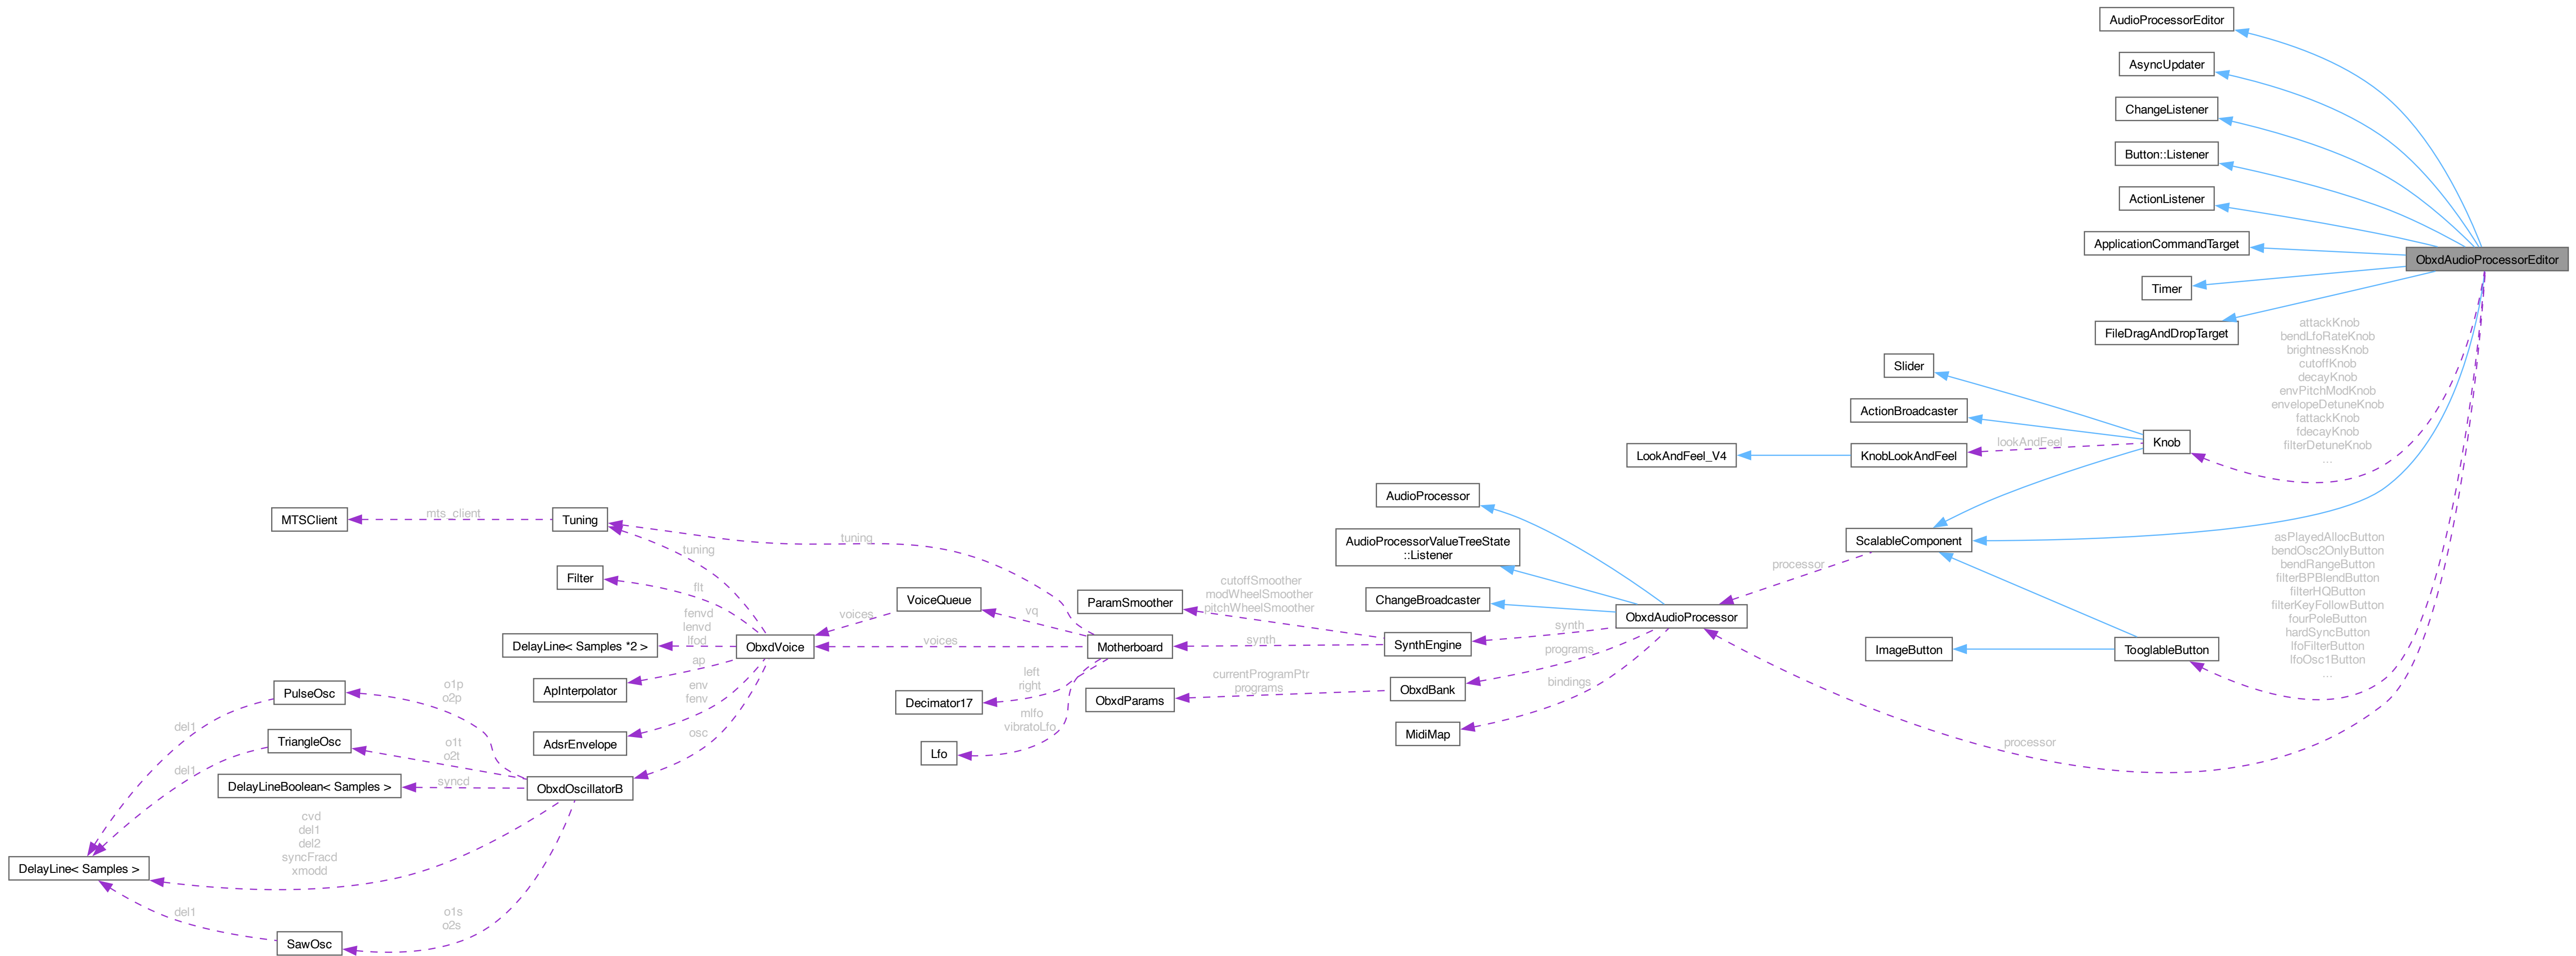 AudioProcessorEditor
AsyncUpdater
ChangeListener
Button::Listener
ActionListener
ApplicationCommandTarget
ObxdAudioProcessorEditor
Timer
FileDragAndDropTarget
attackKnob
bendLfoRateKnob
brightnessKnob
cutoffKnob
decayKnob
envPitchModKnob
envelopeDetuneKnob
fattackKnob
fdecayKnob
filterDetuneKnob
...
Slider
ActionBroadcaster
Knob
lookAndFeel
KnobLookAndFeel
LookAndFeel_V4
AudioProcessor
AudioProcessorValueTreeState
::Listener
ChangeBroadcaster
ScalableComponent
processor
asPlayedAllocButton
bendOsc2OnlyButton
bendRangeButton
filterBPBlendButton
filterHQButton
filterKeyFollowButton
fourPoleButton
hardSyncButton
lfoFilterButton
lfoOsc1Button
...
ImageButton
TooglableButton
processor
ObxdAudioProcessor
synth
programs
bindings
SynthEngine
ObxdBank
MidiMap
cutoffSmoother
modWheelSmoother
pitchWheelSmoother
synth
currentProgramPtr
programs
ParamSmoother
Motherboard
ObxdParams
tuning
vq
voices
left
right
mlfo
vibratoLfo
VoiceQueue
voices
Decimator17
Lfo
MTSClient
mts_client
Tuning
tuning
Filter
flt
DelayLine< Samples *2 >
fenvd
lenvd
lfod
ObxdVoice
ApInterpolator
ap
AdsrEnvelope
env
fenv
osc
PulseOsc
o1p
o2p
TriangleOsc
o1t
o2t
DelayLineBoolean< Samples >
syncd
ObxdOscillatorB
del1
del1
cvd
del1
del2
syncFracd
xmodd
DelayLine< Samples >
del1
SawOsc
o1s
o2s